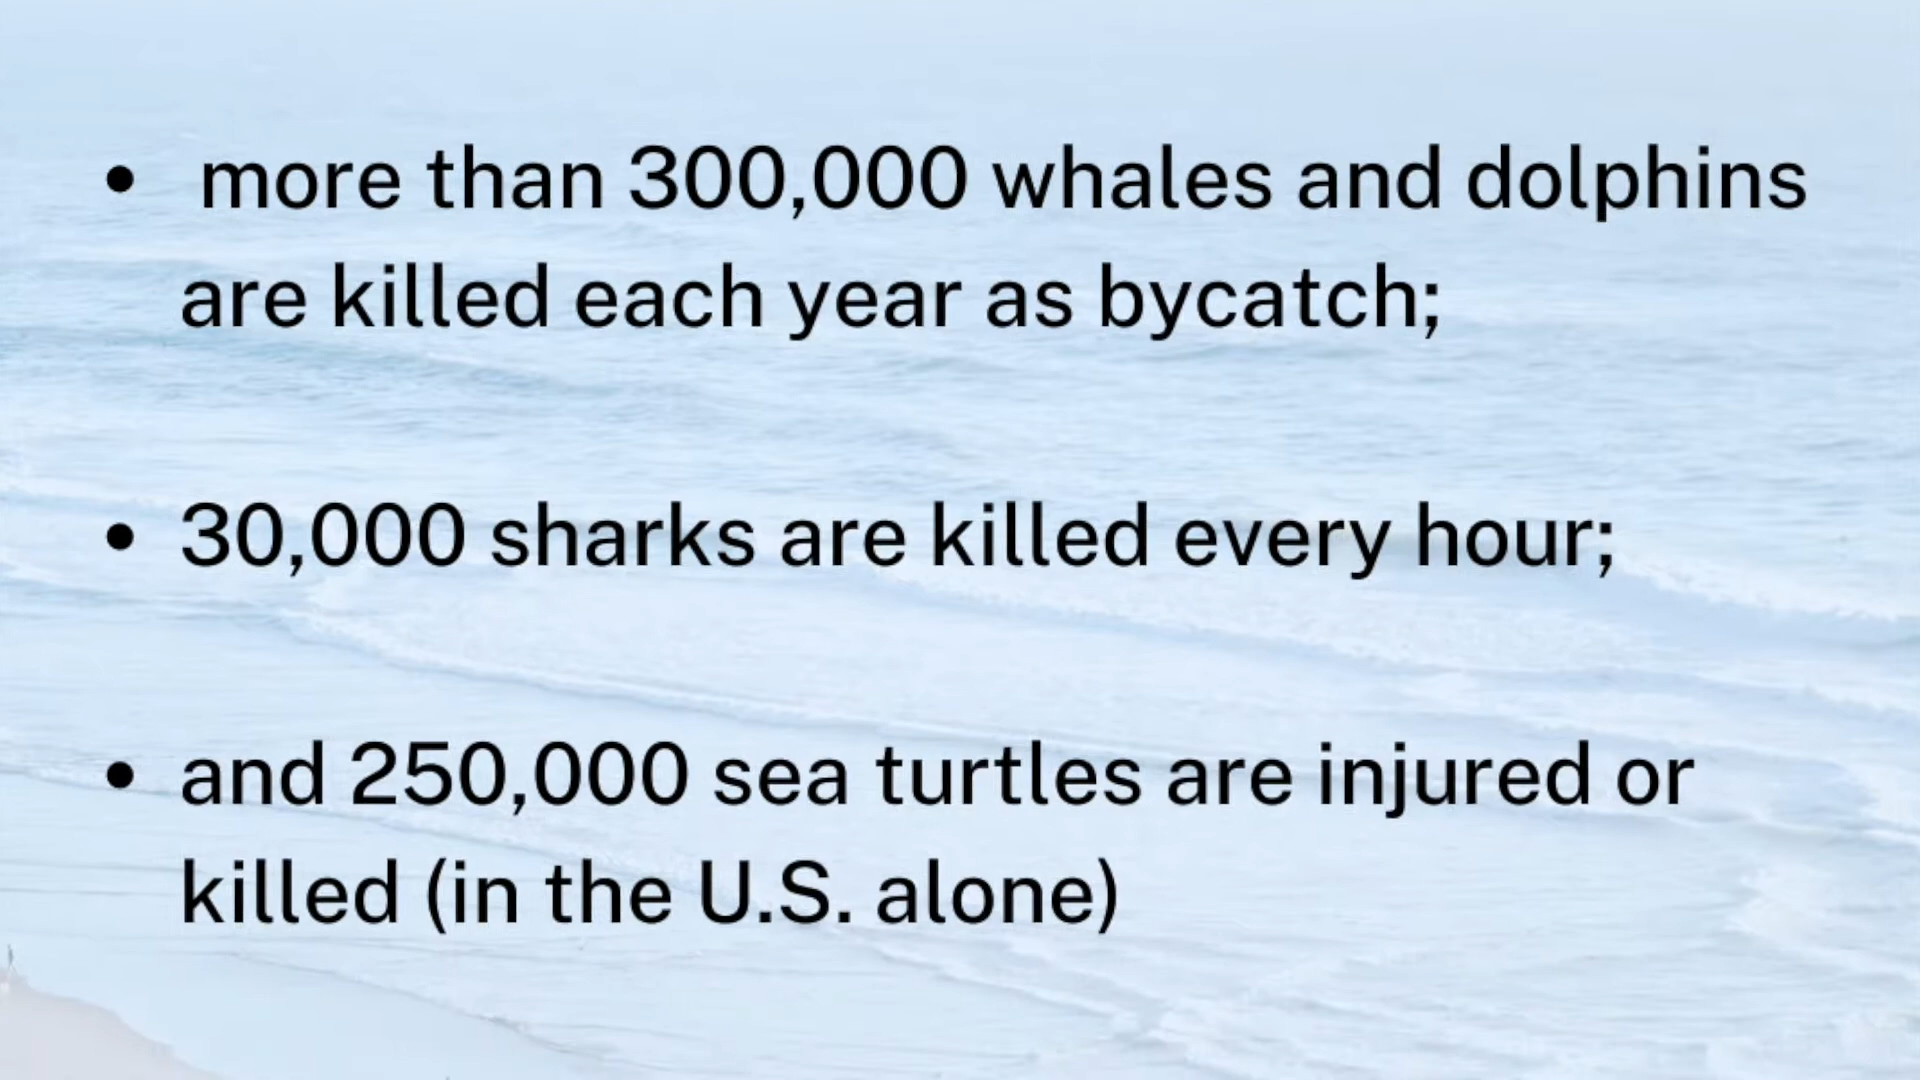 • more than 300,000 whales and dolphins
are killed each year as bycatch;
• 30,000 sharks are killed every hour;
• and 250,000 sea turtles are injured or
killed (in the U.S. alone)